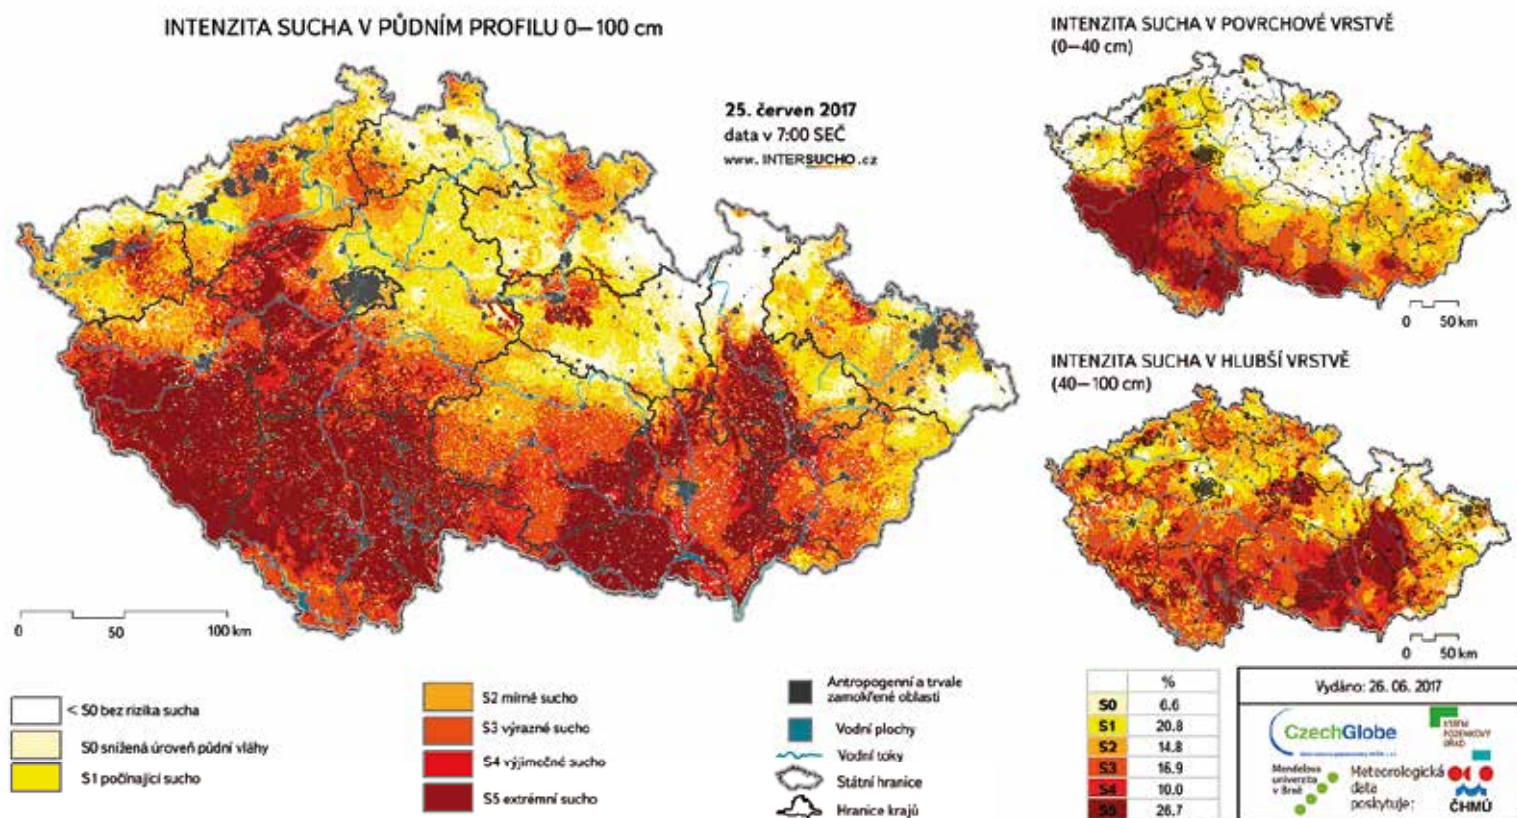 INTENZITA SUCHA V PŮDNÍM PROFILU 0–100 cm
25. červen 2017
data v 7:00 SEČ
www. INTERSUCHO .cz
0 50 100 km
INTENZITA SUCHA V POVRCHOVÉ VRSTVĚ
(0–40 cm)
0 50 km
INTENZITA SUCHA V HLUBŠÍ VRSTVĚ
(40–100 cm)
0 50 km
< S0 bez rizika sucha
S0 snížená úroveň půdní vláhy
S1 počínající sucho
S2 mírné sucho
S3 výrazné sucho
S4 výjimečné sucho
S5 extrémní sucho
Antropogenní a trvale
zamokřené oblasti
Vodní plochy
Vodní toky
Státní hranice
Hranice krajů
%
S0 6.6
S1 20.8
S2 14.8
S3 16.9
S4 10.0
S5 26.7
Vydáno: 26. 06. 2017
CzechGlobe
STÁTNÍ
POZEMKOVÝ
ÚŘAD
Mendelova
univerzita
v Brně
Meteorologická
data
poskytuje:
ČHMÚ